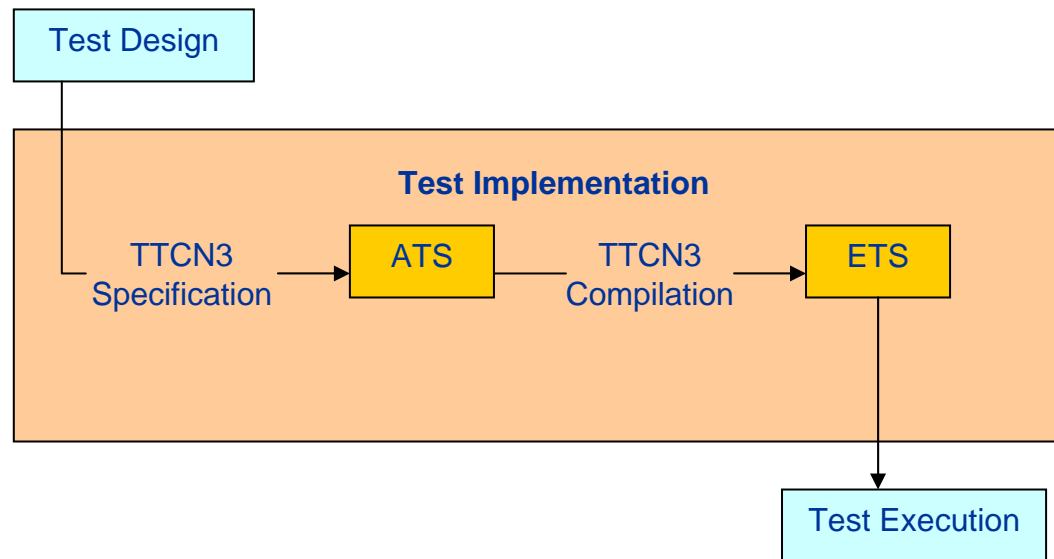 Test Design
Test Implementation
TTCN3
Specification
ATS
TTCN3
Compilation
ETS
Test Execution